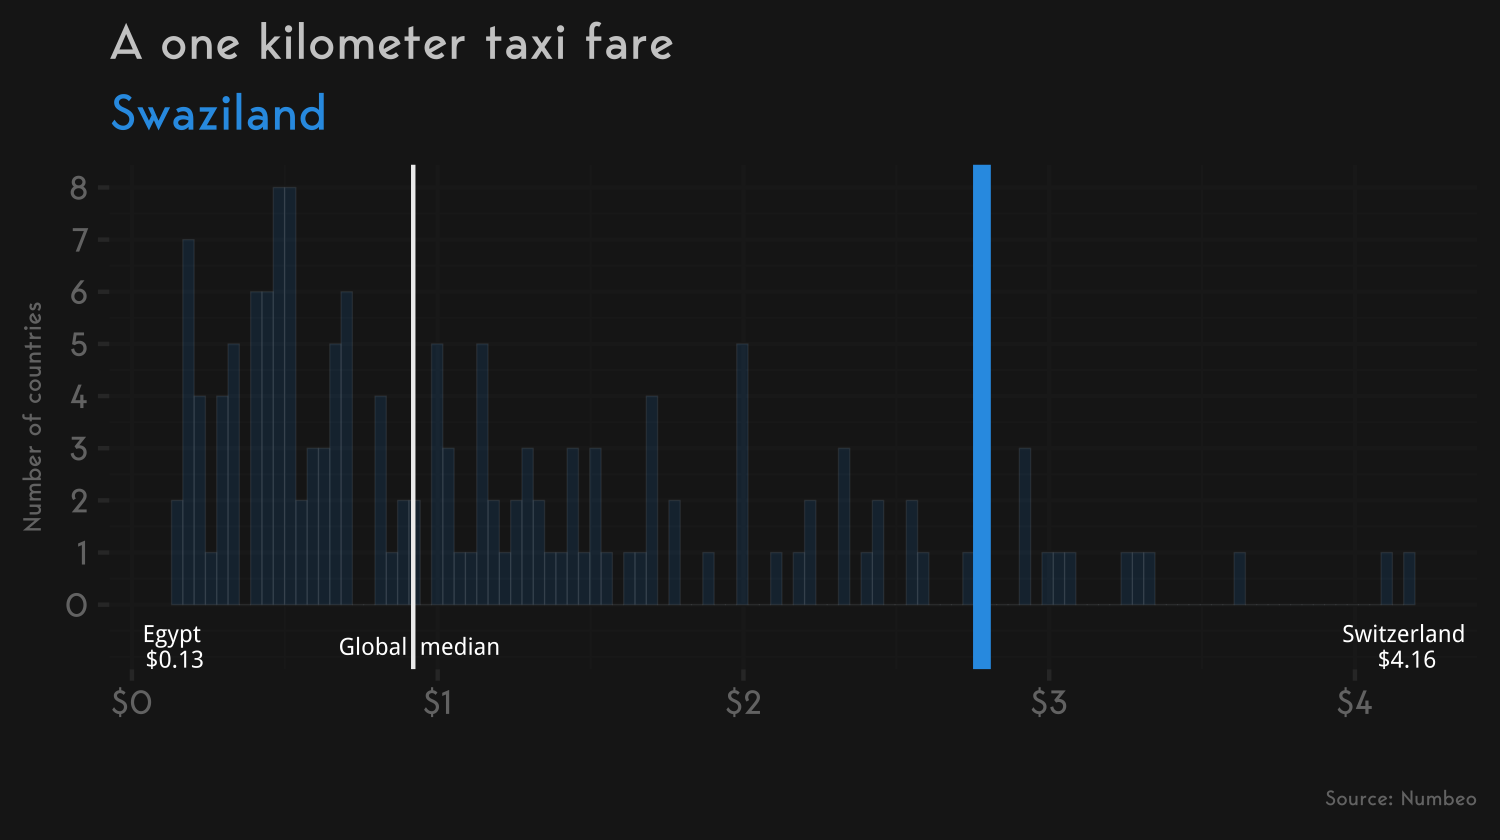 A one kilometer taxi fare
Swaziland
Number of countries
8
7
6
5
4
3
2
1
0
Egypt
$0.13
Global median
Switzerland
$4.16
$0 $1 $2 $3 $4
Source: Numbeo